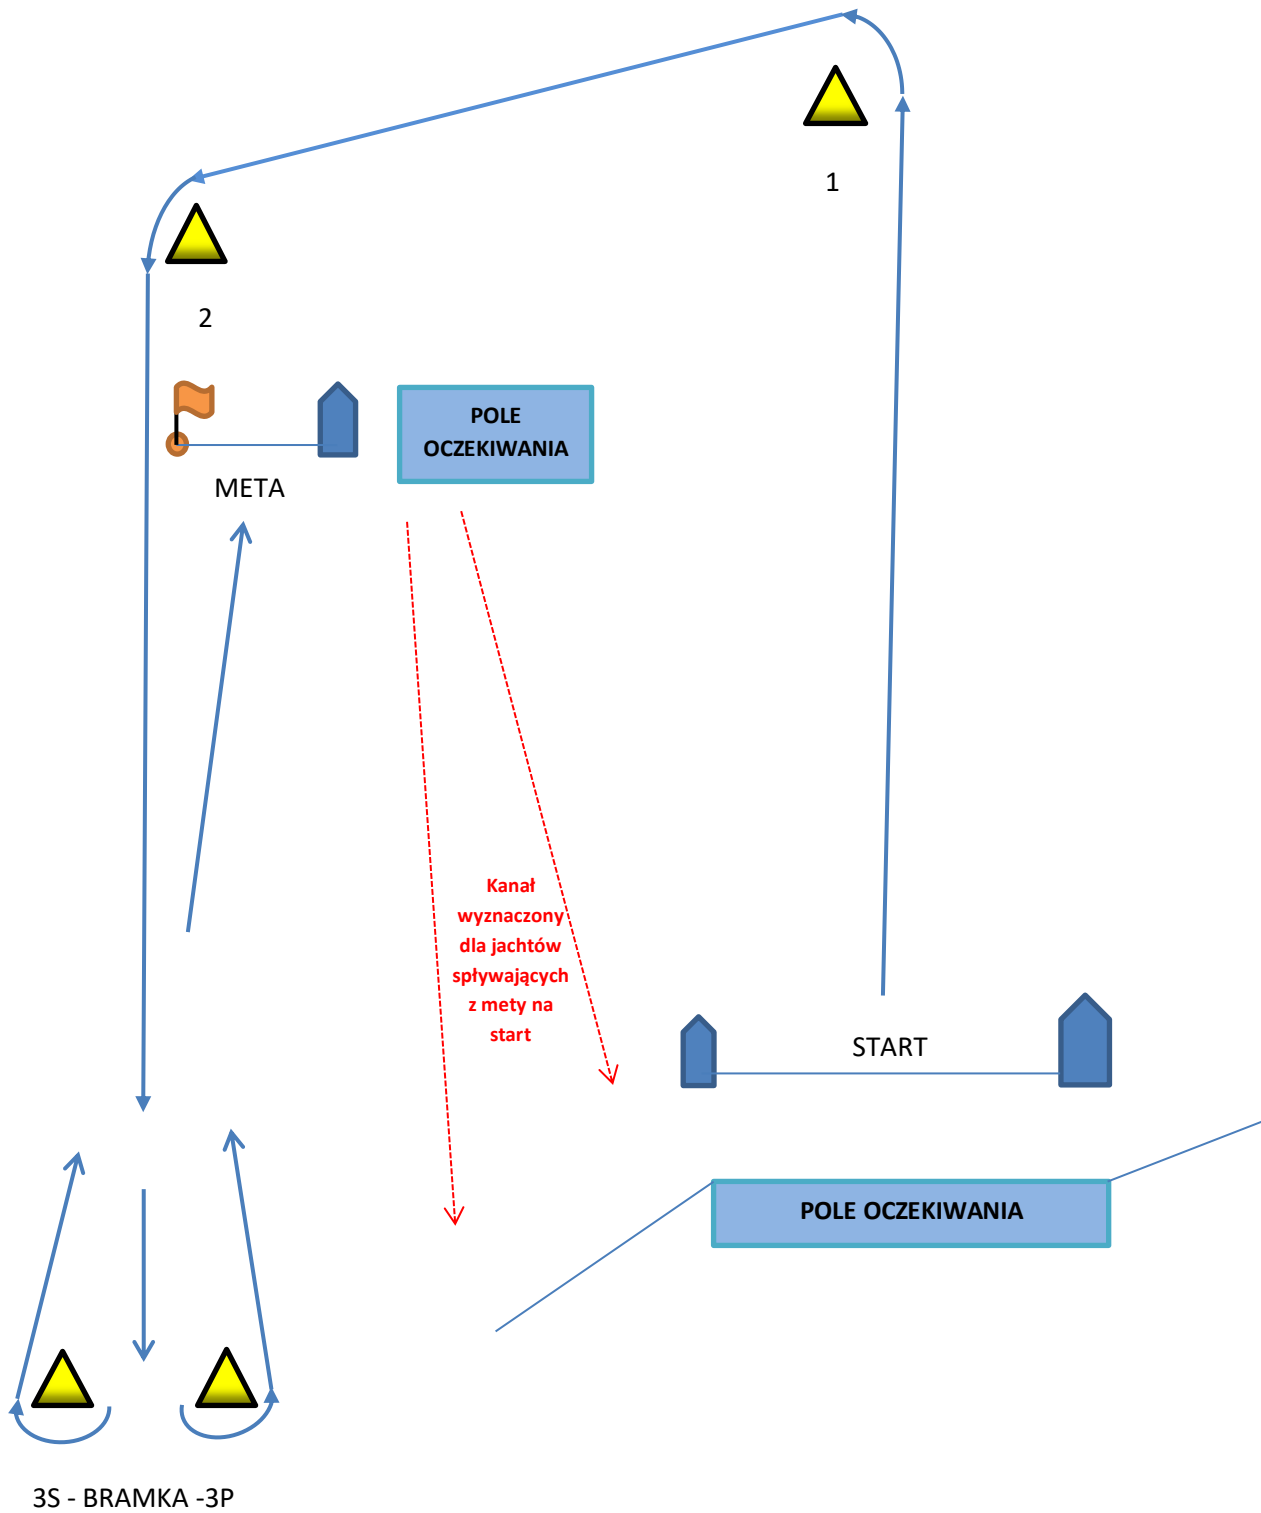 1
2
POLE
OCZEKIWANIA
META
Kanał
wyznaczony
dla jachtów
spływających
z mety na
start
START
POLE OCZEKIWANIA
3S - BRAMKA -3P